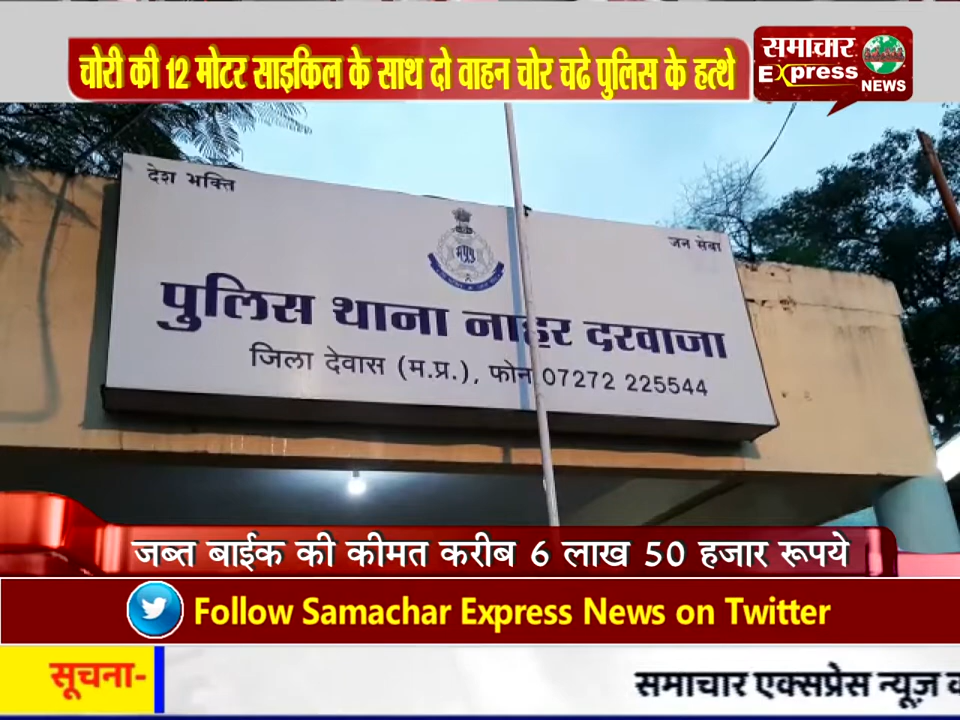 चोरी की 12 मोटर साइकिल के साथ दो वाहन चोर चढे पुलिस के हत्थे
समाचार
Express
NEWS
देश भक्ति
जन सेवा
म.प्र.पु.
पुलिस थाना नाहर दरवाजा
जिला देवास (म.प्र.), फोन 07272 225544
जब्त बाईक की कीमत करीब 6 लाख 50 हजार रूपये
Follow Samachar Express News on Twitter
सूचना-
समाचार एक्सप्रेस न्यूज़